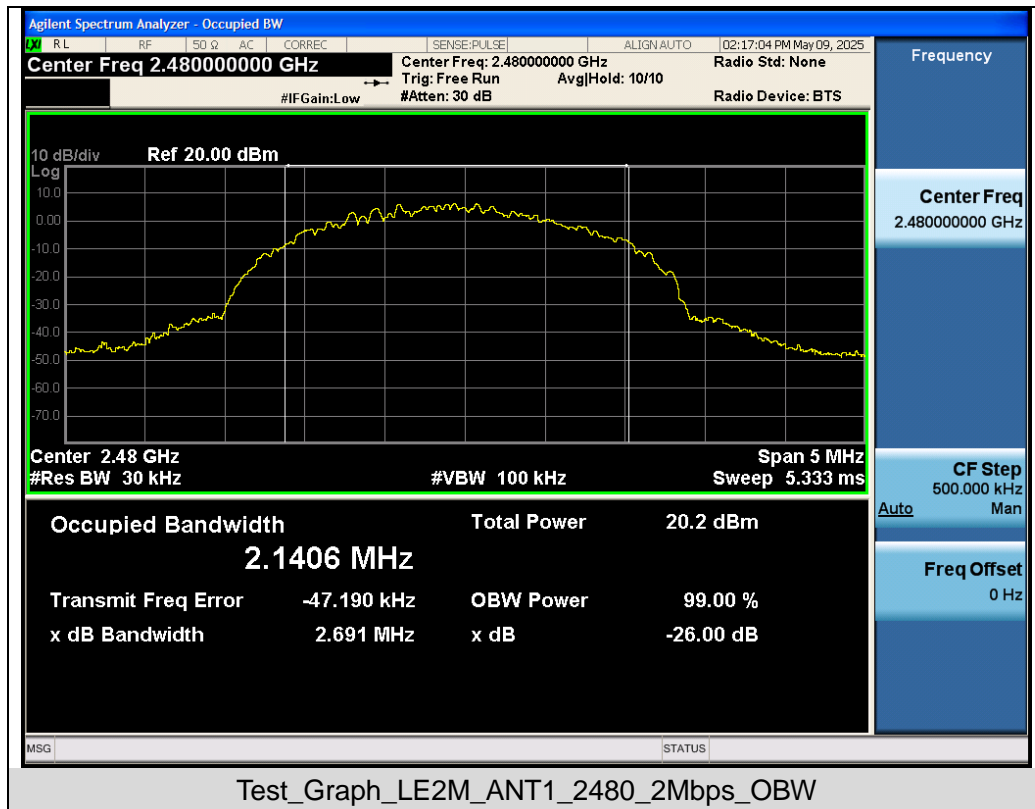 Agilent Spectrum Analyzer - Occupied BW
LXI RL RF 50 Ω AC CORREC SENSE:PULSE ALIGN AUTO 02:17:04 PM May 09, 2025
Center Freq 2.480000000 GHz
Center Freq: 2.480000000 GHz
Radio Std: None
Trig: Free Run Avg|Hold: 10/10
#IFGain:Low #Atten: 30 dB Radio Device: BTS
Frequency
10 dB/div Ref 20.00 dBm
Log
10.0
0.00
-10.0
-20.0
-30.0
-40.0
-50.0
-60.0
-70.0
Center 2.48 GHz Span 5 MHz
#Res BW 30 kHz #VBW 100 kHz Sweep 5.333 ms
Center Freq
2.480000000 GHz
CF Step
500.000 kHz
Auto Man
Freq Offset
0 Hz
Occupied Bandwidth Total Power 20.2 dBm
2.1406 MHz
Transmit Freq Error -47.190 kHz OBW Power 99.00 %
x dB Bandwidth 2.691 MHz x dB -26.00 dB
MSG STATUS
Test_Graph_LE2M_ANT1_2480_2Mbps_OBW